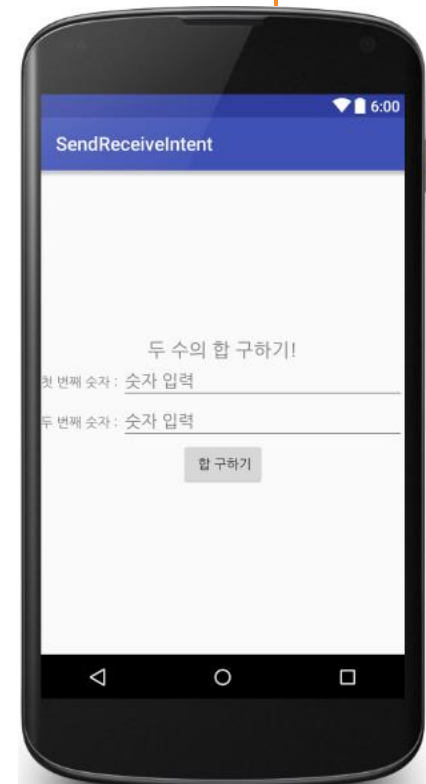 6:00
SendReceiveIntent
두 수의 합 구하기!
첫 번째 숫자 : 숫자 입력
두 번째 숫자 : 숫자 입력
합 구하기